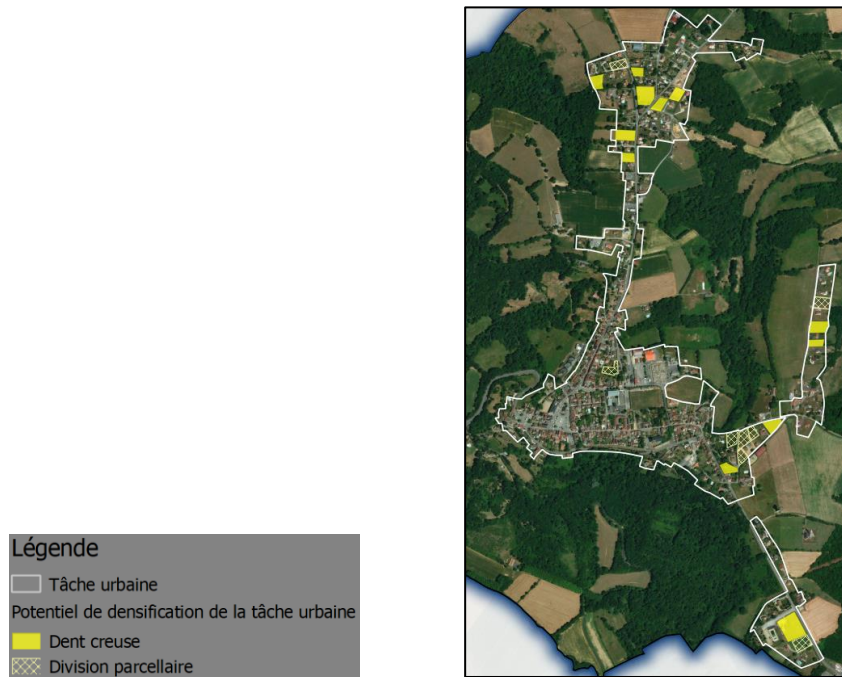 Légende
Tâche urbaine
Potentiel de densification de la tâche urbaine
Dent creuse
Division parcellaire